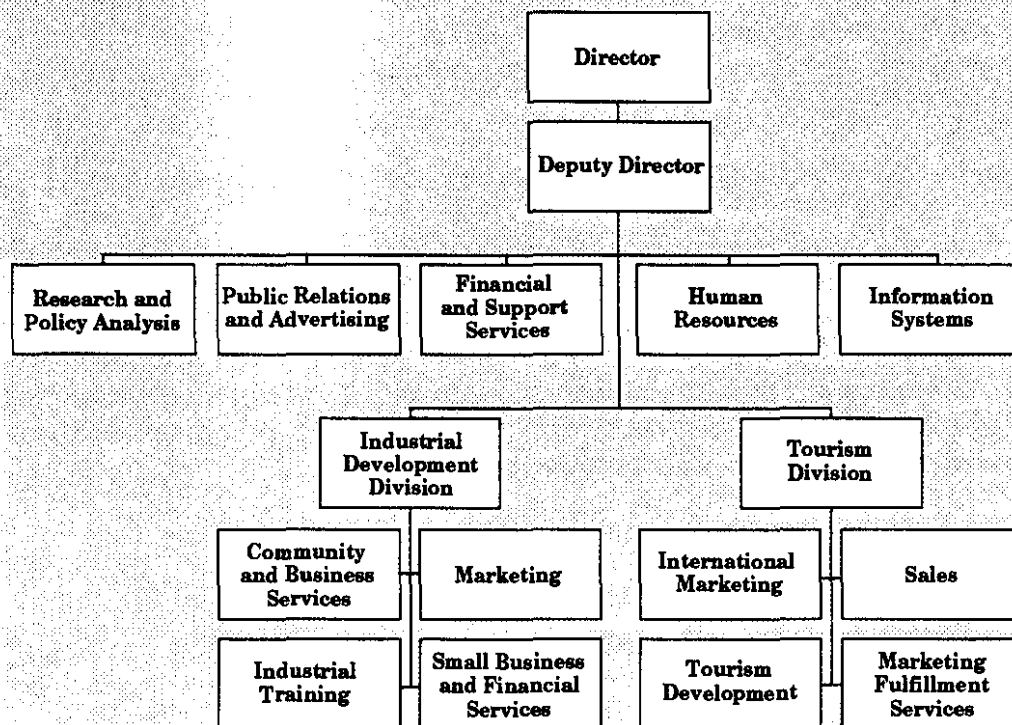 Director
Deputy Director
Research and
Policy Analysis
Public Relations
and Advertising
Financial
and Support
Services
Human
Resources
Information
Systems
Industrial
Development
Division
Tourism
Division
Community
and Business
Services
Marketing
International
Marketing
Sales
Industrial
Training
Small Business
and Financial
Services
Tourism
Development
Marketing
Fulfillment
Services